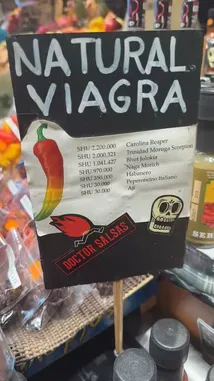 NATURAL
VIAGRA
SHU 2.200.000 Carolina Reaper
SHU 2.000.321 Trinidad Moruga Scorpion
SHU 1.041.427 Bhut Jolokia
SHU 970.000 Naga Morich
SHU 350.000 Habanero
SHU 50.000 Peperoncino Italiano
SHU 30.000 Aji
DOCTOR SALSAS